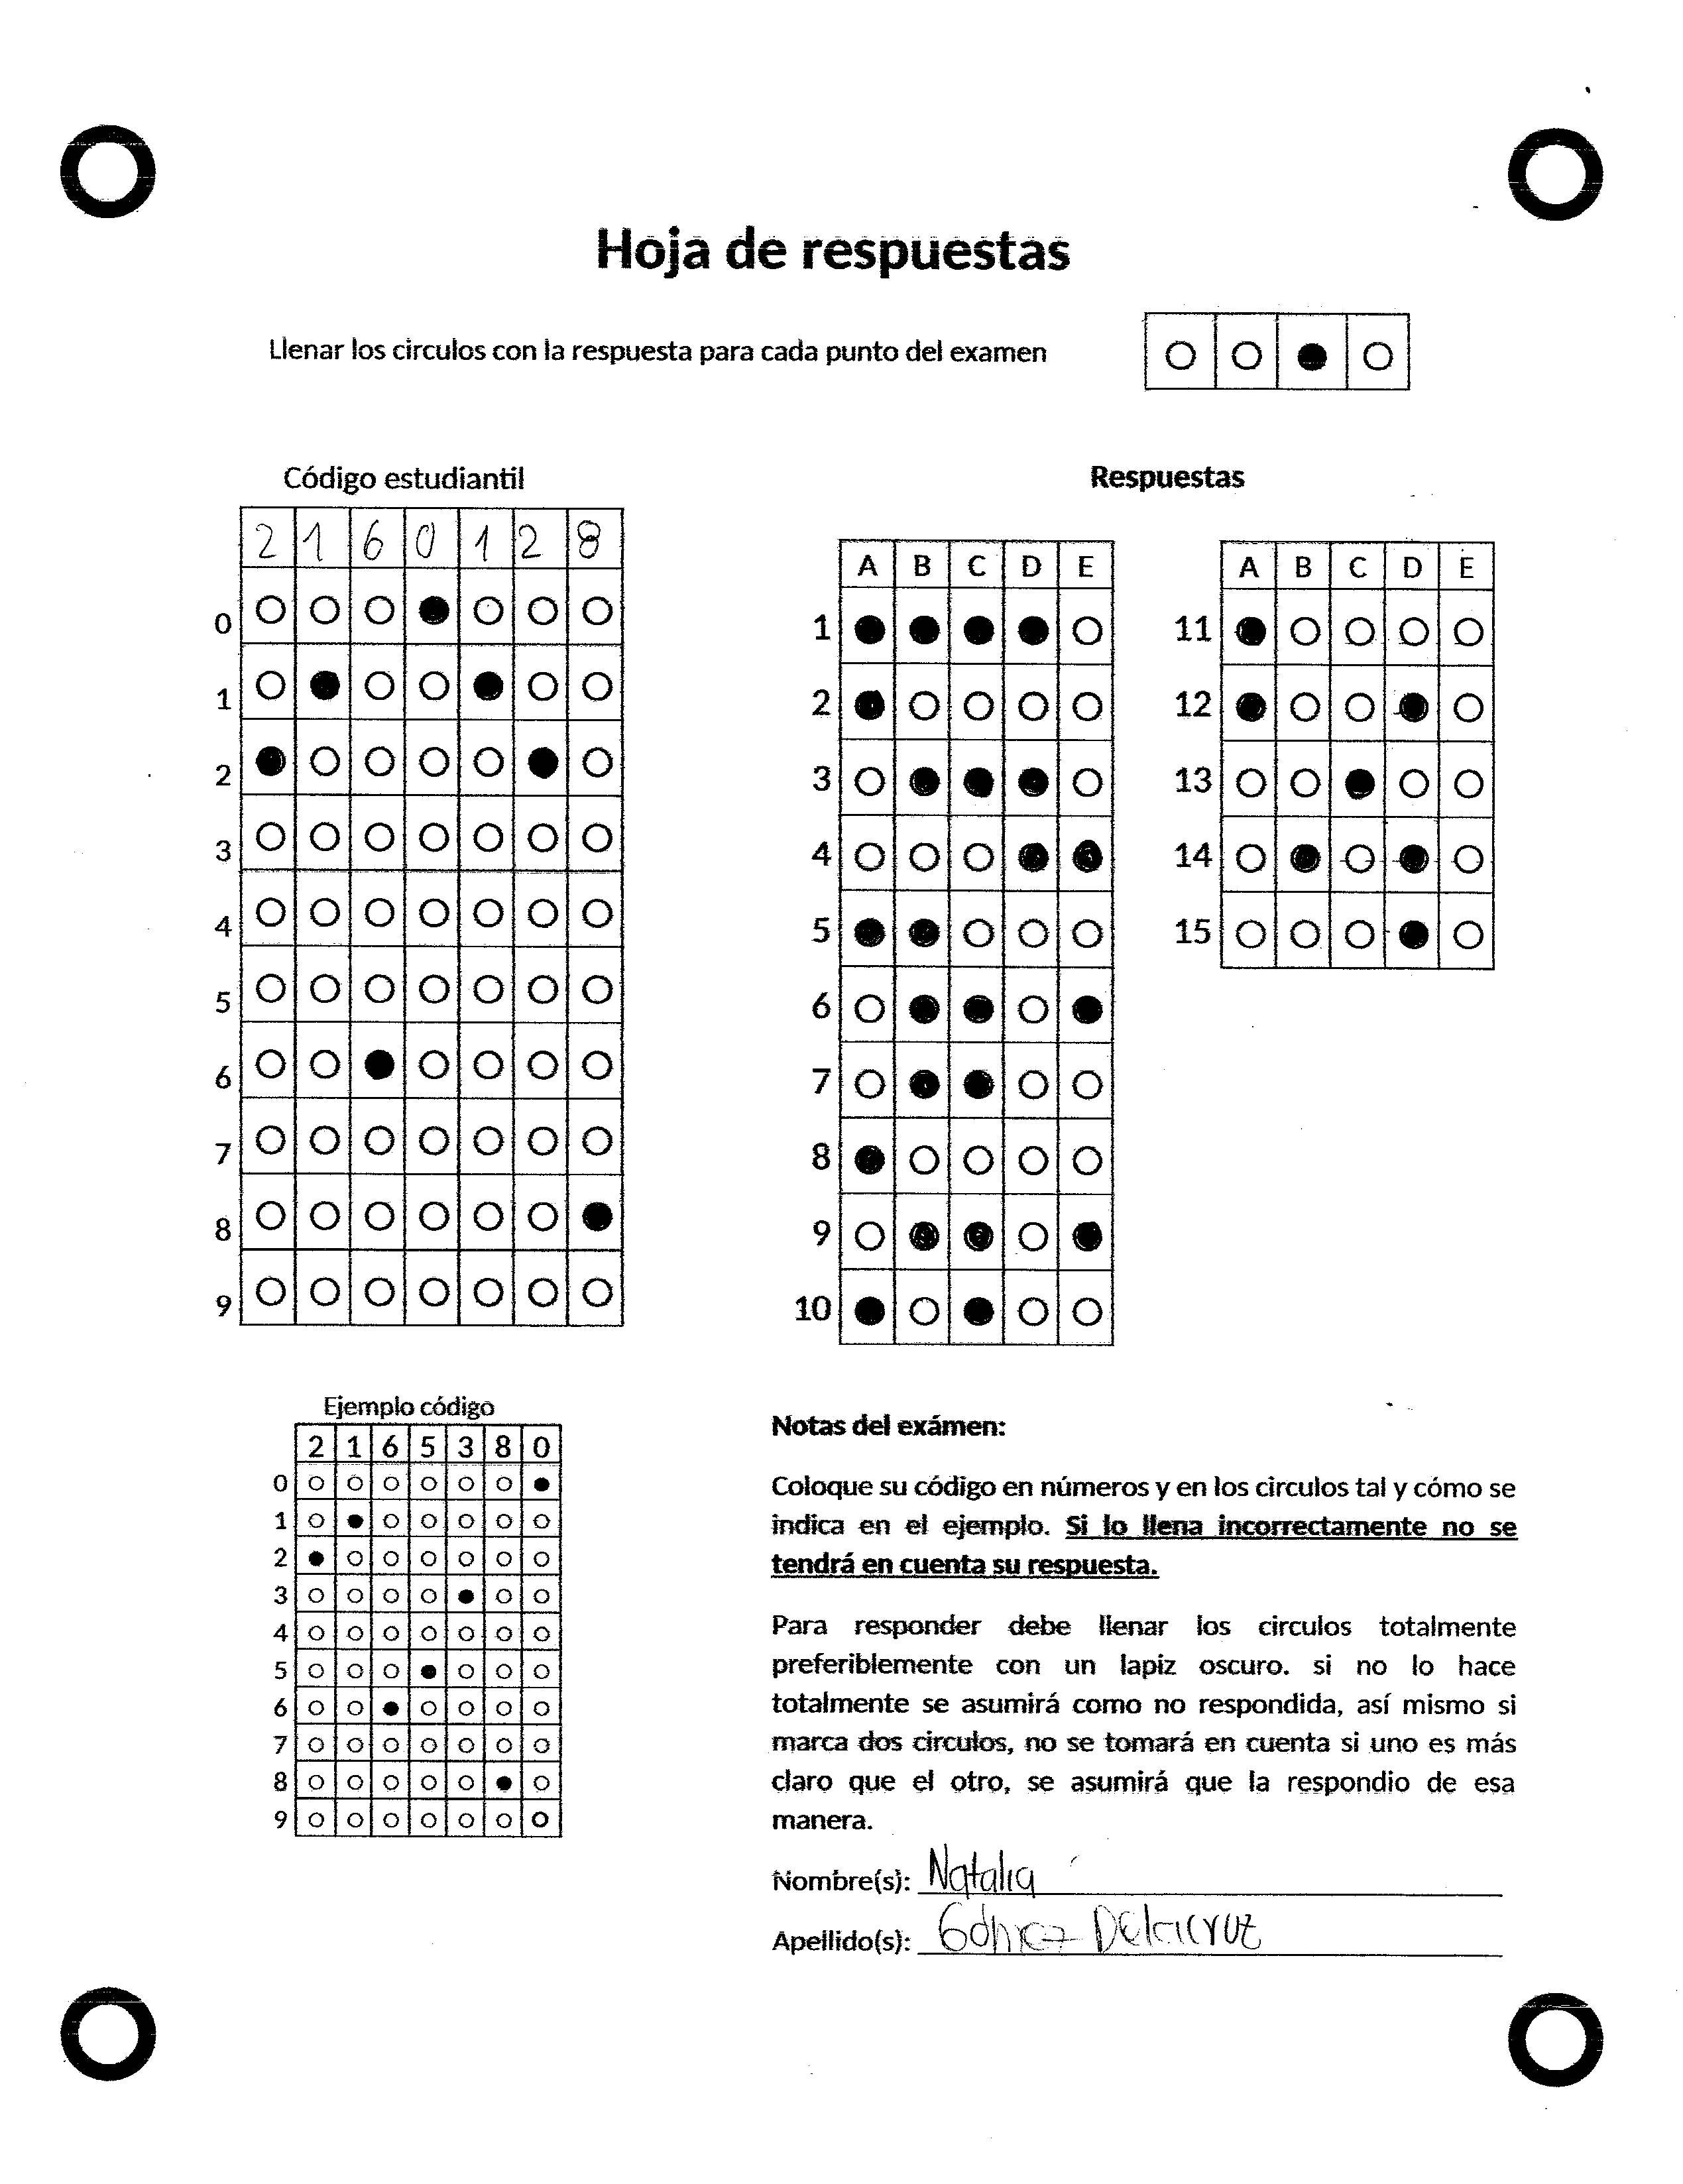 Hoja de respuestas
Llenar los circulos con la respuesta para cada punto del examen
Código estudiantil
2 1 6 0 1 2 8
0
1
2
3
4
5
6
7
8
9
Respuestas
A B C D E
1
2
3
4
5
6
7
8
9
10
A B C D E
11
12
13
14
15
Ejemplo código
2 1 6 5 3 8 0
0
1
2
3
4
5
6
7
8
9
Notas del exámen:
Coloque su código en números y en los circulos tal y cómo se
indica en el ejemplo. Si lo llena incorrectamente no se
tendrá en cuenta su respuesta.
Para responder debe llenar los circulos totalmente
preferiblemente con un lapiz oscuro. si no lo hace
totalmente se asumirá como no respondida, así mismo si
marca dos circulos, no se tomará en cuenta si uno es más
claro que el otro, se asumirá que la respondio de esa
manera.
Nombre(s): Natalia
Apellido(s): Gómez Delacruz